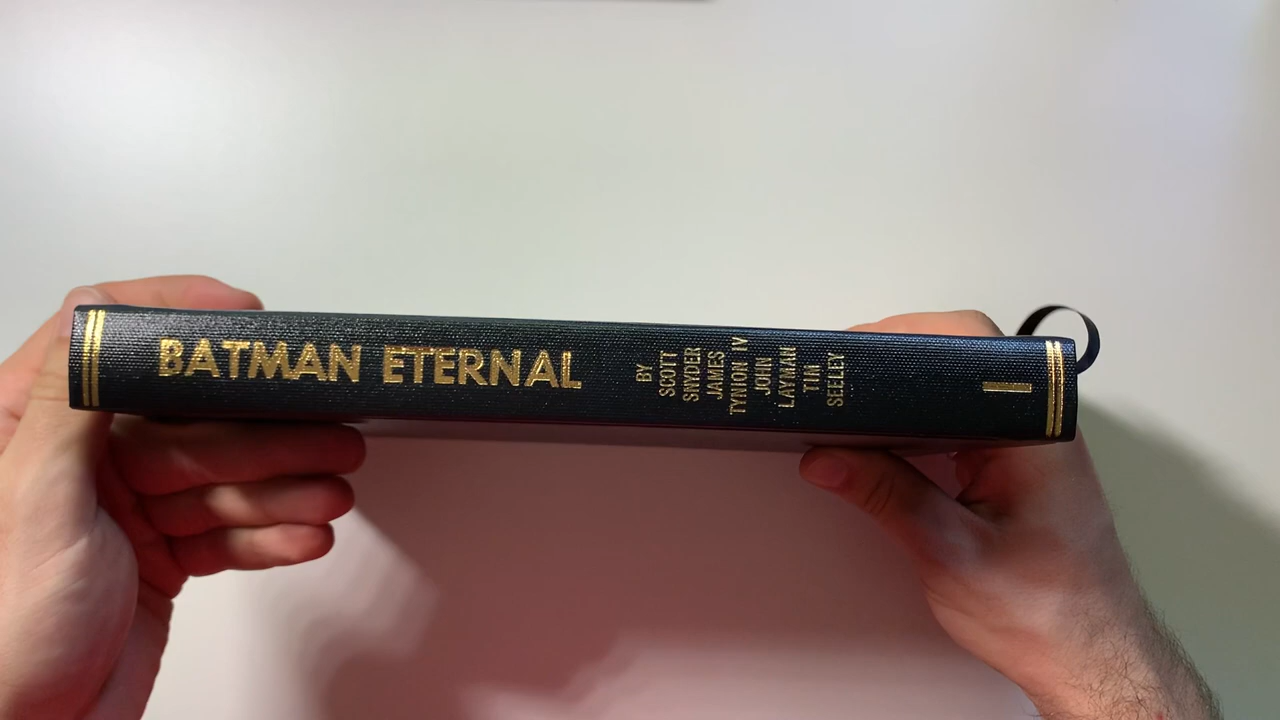 BATMAN ETERNAL
BY
SCOTT
SNYDER
JAMES
TYNION IV
JOHN
LAYMAN
TIM
SEELEY
I